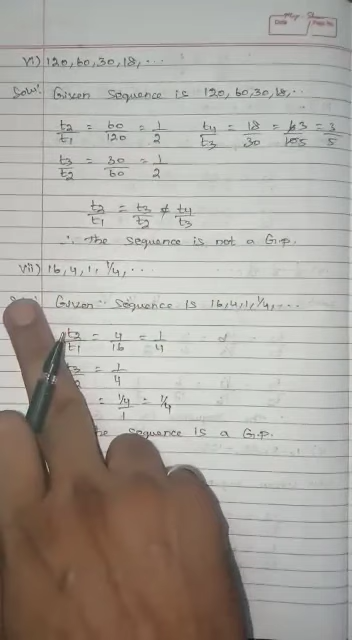 Date
vi) 120, 60, 30, 18, ...
Soln: Given sequence is 120, 60, 30, 18, ..
t2/t1 = 60/120 = 1/2 t4/t3 = 18/30 = 3/5
t3/t2 = 30/60 = 1/2
t2/t1 = t3/t2 ≠ t4/t3
∴ the sequence is not a G.p.
vii) 16, 4, 1, 1/4, ...
Given: sequence is 16, 4, 1, 1/4, ...
t2/t1 = 4/16 = 1/4
= 1/4
= 1/4/1 = 1/4
the sequence is a G.p.